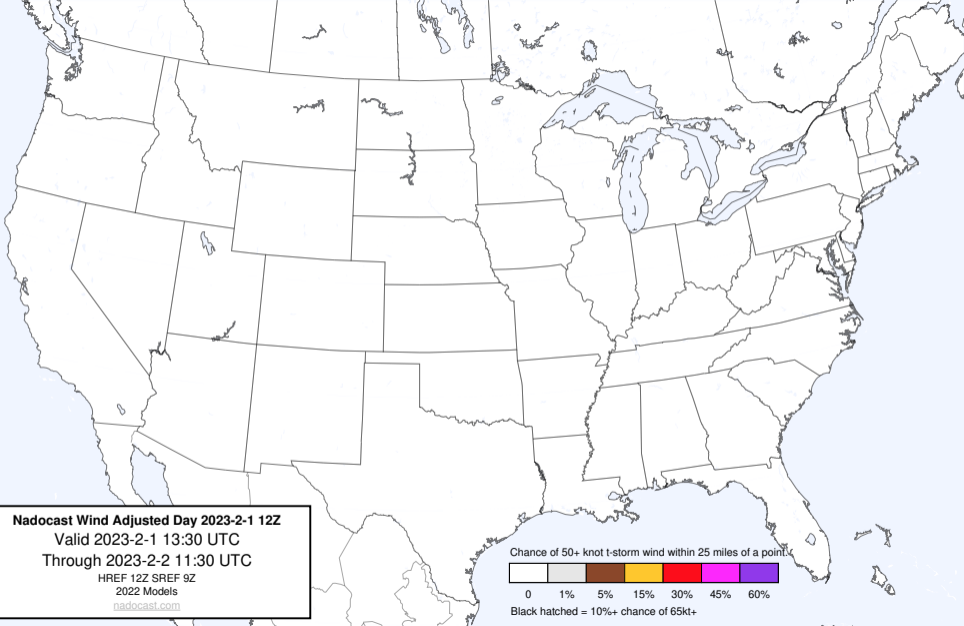 Nadocast Wind Adjusted Day 2023-2-1 12Z
Valid 2023-2-1 13:30 UTC
Through 2023-2-2 11:30 UTC
HREF 12Z SREF 9Z
2022 Models
nadocast.com
Chance of 50+ knot t-storm wind within 25 miles of a point.
0 1% 5% 15% 30% 45% 60%
Black hatched = 10%+ chance of 65kt+